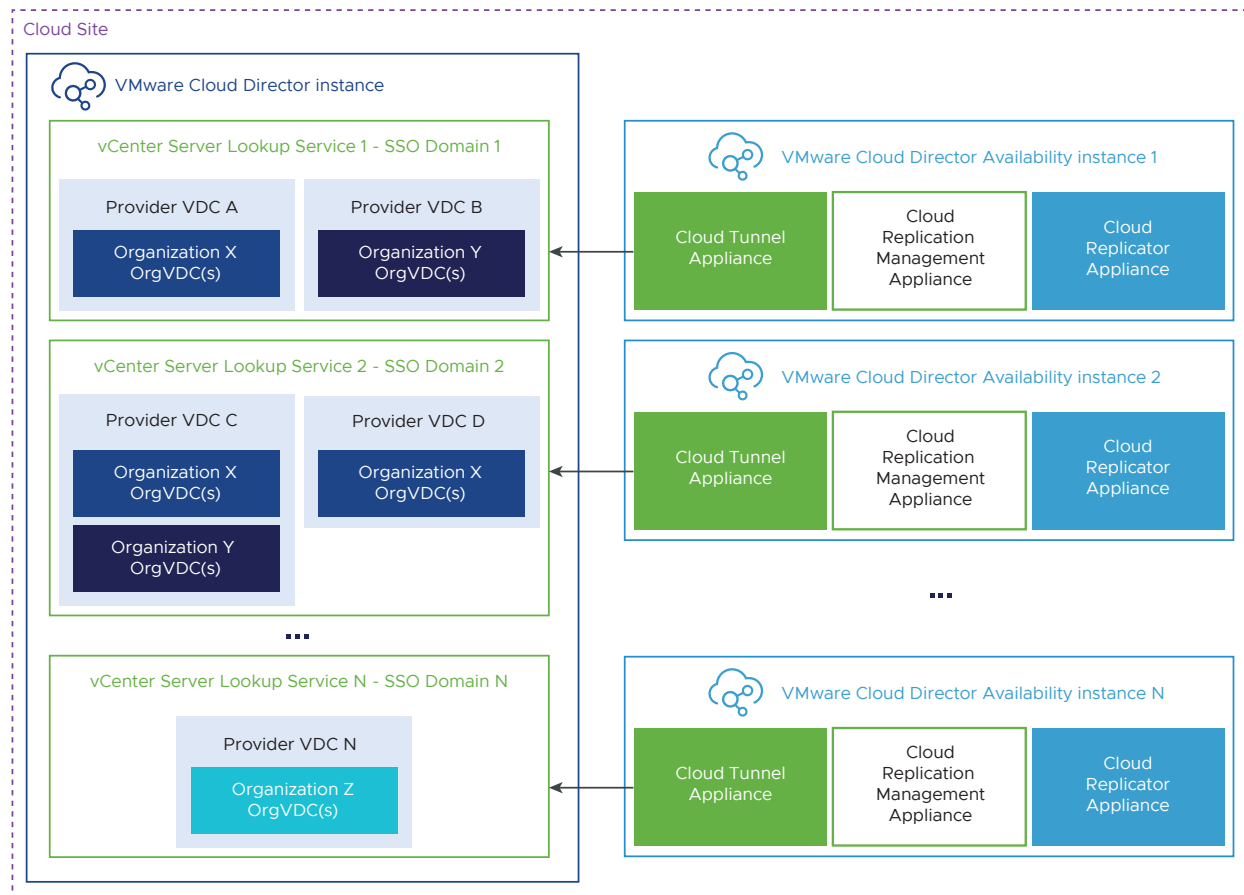 Cloud Site
VMware Cloud Director instance
vCenter Server Lookup Service 1 - SSO Domain 1
Provider VDC A
Organization X
OrgVDC(s)
Provider VDC B
Organization Y
OrgVDC(s)
VMware Cloud Director Availability instance 1
Cloud Tunnel
Appliance
Cloud
Replication
Management
Appliance
Cloud
Replicator
Appliance
vCenter Server Lookup Service 2 - SSO Domain 2
Provider VDC C
Organization X
OrgVDC(s)
Organization Y
OrgVDC(s)
Provider VDC D
Organization X
OrgVDC(s)
VMware Cloud Director Availability instance 2
Cloud Tunnel
Appliance
Cloud
Replication
Management
Appliance
Cloud
Replicator
Appliance
...
...
vCenter Server Lookup Service N - SSO Domain N
Provider VDC N
Organization Z
OrgVDC(s)
VMware Cloud Director Availability instance N
Cloud Tunnel
Appliance
Cloud
Replication
Management
Appliance
Cloud
Replicator
Appliance